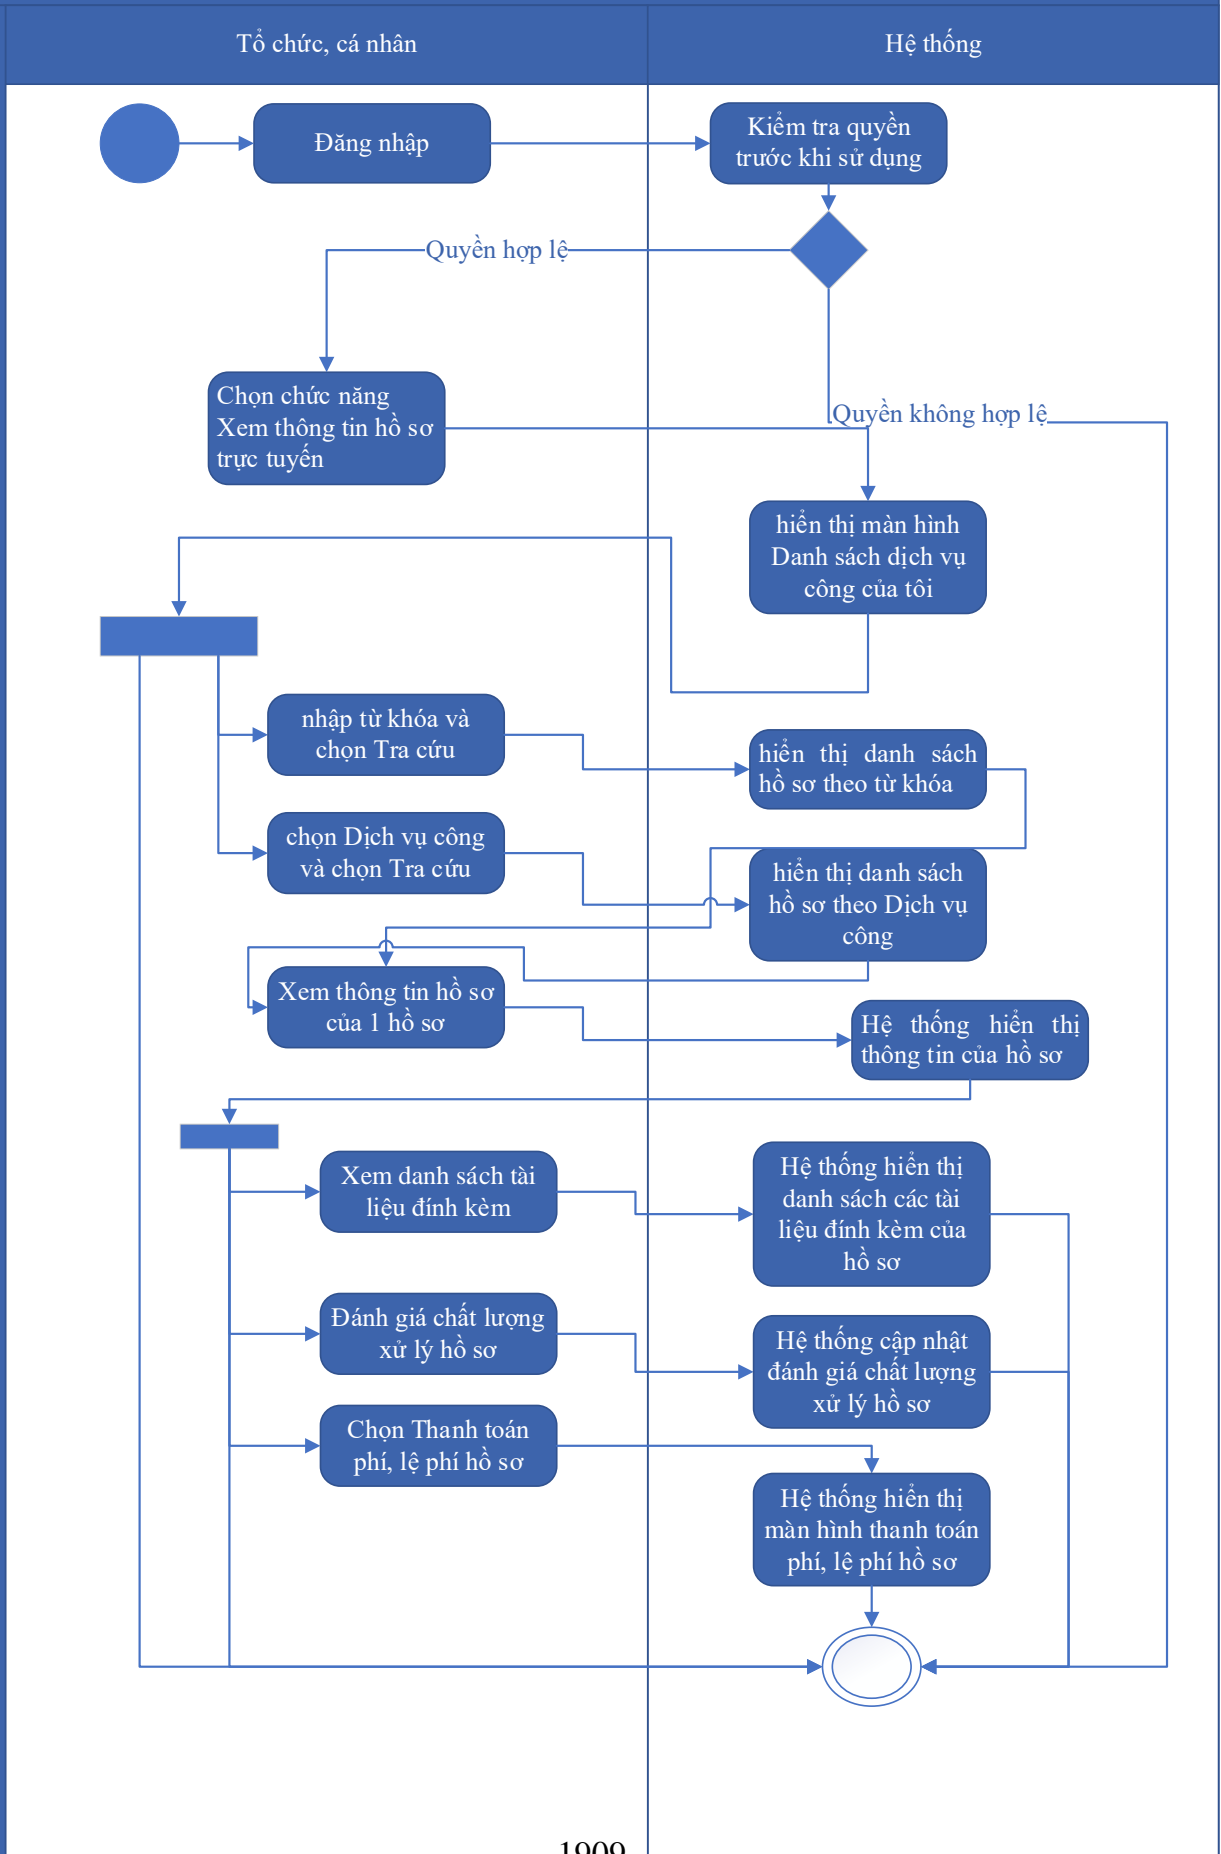 Tổ chức, cá nhân
Hệ thống
Đăng nhập
Kiểm tra quyền
trước khi sử dụng
Quyền hợp lệ
Chọn chức năng
Xem thông tin hồ sơ
trực tuyến
Quyền không hợp lệ
hiển thị màn hình
Danh sách dịch vụ
công của tôi
nhập từ khóa và
chọn Tra cứu
hiển thị danh sách
hồ sơ theo từ khóa
chọn Dịch vụ công
và chọn Tra cứu
hiển thị danh sách
hồ sơ theo Dịch vụ
công
Xem thông tin hồ sơ
của 1 hồ sơ
Hệ thống hiển thị
thông tin của hồ sơ
Xem danh sách tài
liệu đính kèm
Hệ thống hiển thị
danh sách các tài
liệu đính kèm của
hồ sơ
Đánh giá chất lượng
xử lý hồ sơ
Hệ thống cập nhật
đánh giá chất lượng
xử lý hồ sơ
Chọn Thanh toán
phí, lệ phí hồ sơ
Hệ thống hiển thị
màn hình thanh toán
phí, lệ phí hồ sơ
1909